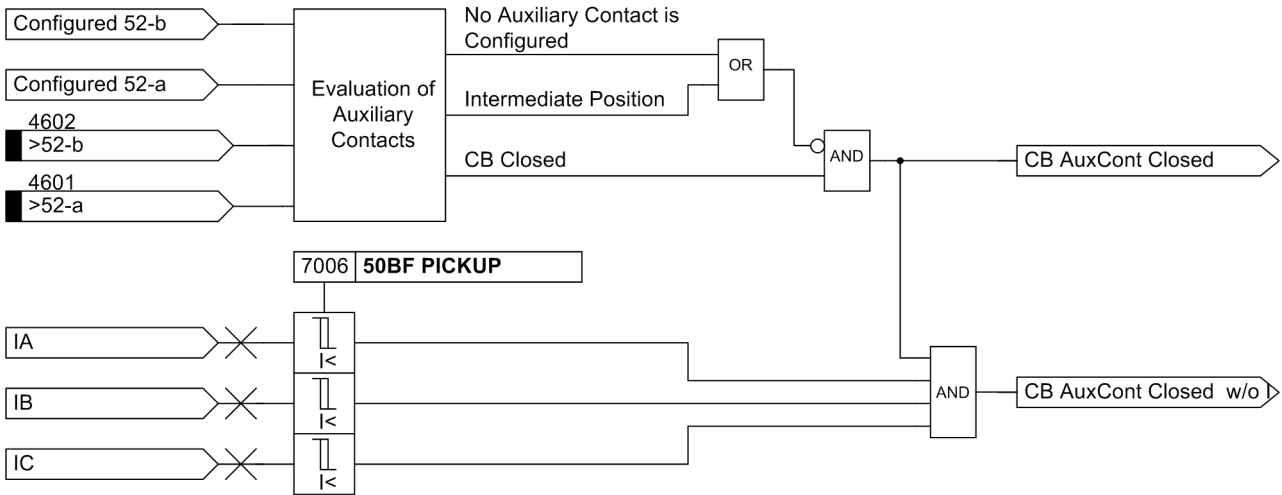 Configured 52-b
Configured 52-a
4602
>52-b
4601
>52-a
Evaluation of
Auxiliary
Contacts
No Auxiliary Contact is
Configured
Intermediate Position
CB Closed
OR
AND
CB AuxCont Closed
7006 50BF PICKUP
IA
I<
IB
I<
IC
I<
AND
CB AuxCont Closed w/o I